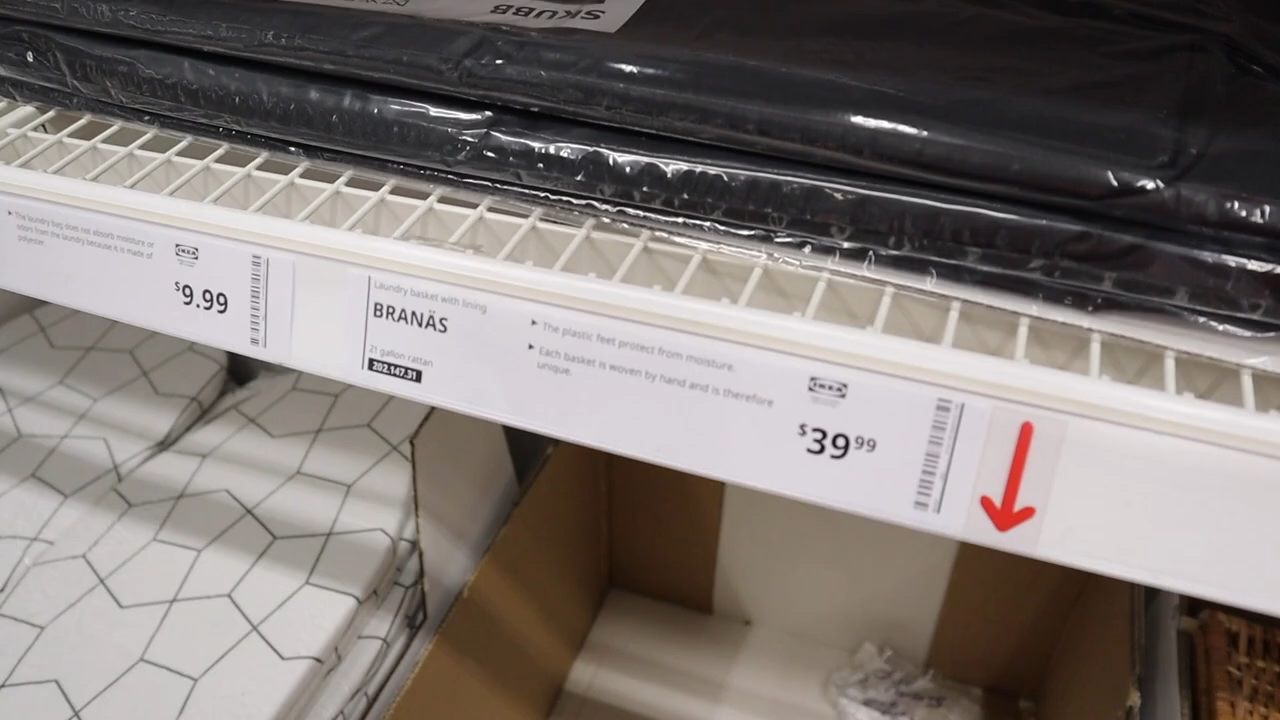 SKUBB
▸ The laundry bag does not absorb moisture or
odors from the laundry because it is made of
polyester.
IKEA
$9.99
Laundry basket with lining
BRANÄS
21 gallon rattan
202.147.31
▸ The plastic feet protect from moisture.
▸ Each basket is woven by hand and is therefore
unique.
IKEA
$39.99